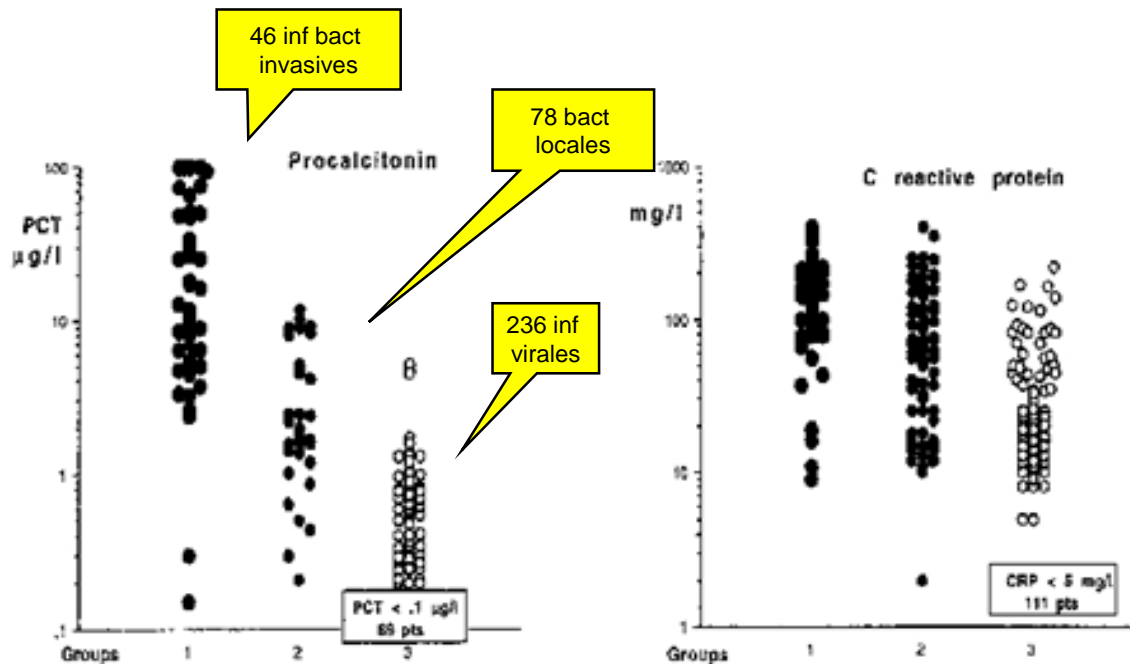 46 inf bact
invasives
78 bact
locales
236 inf
virales
Procalcitonin
PCT
µg/l
100
10
1
.1
PCT < .1 µg/l
pts
Groups 1 2 3
C reactive protein
mg/l
1000
100
10
1
CRP < 5 mg/l
pts
Groups 1 2 3